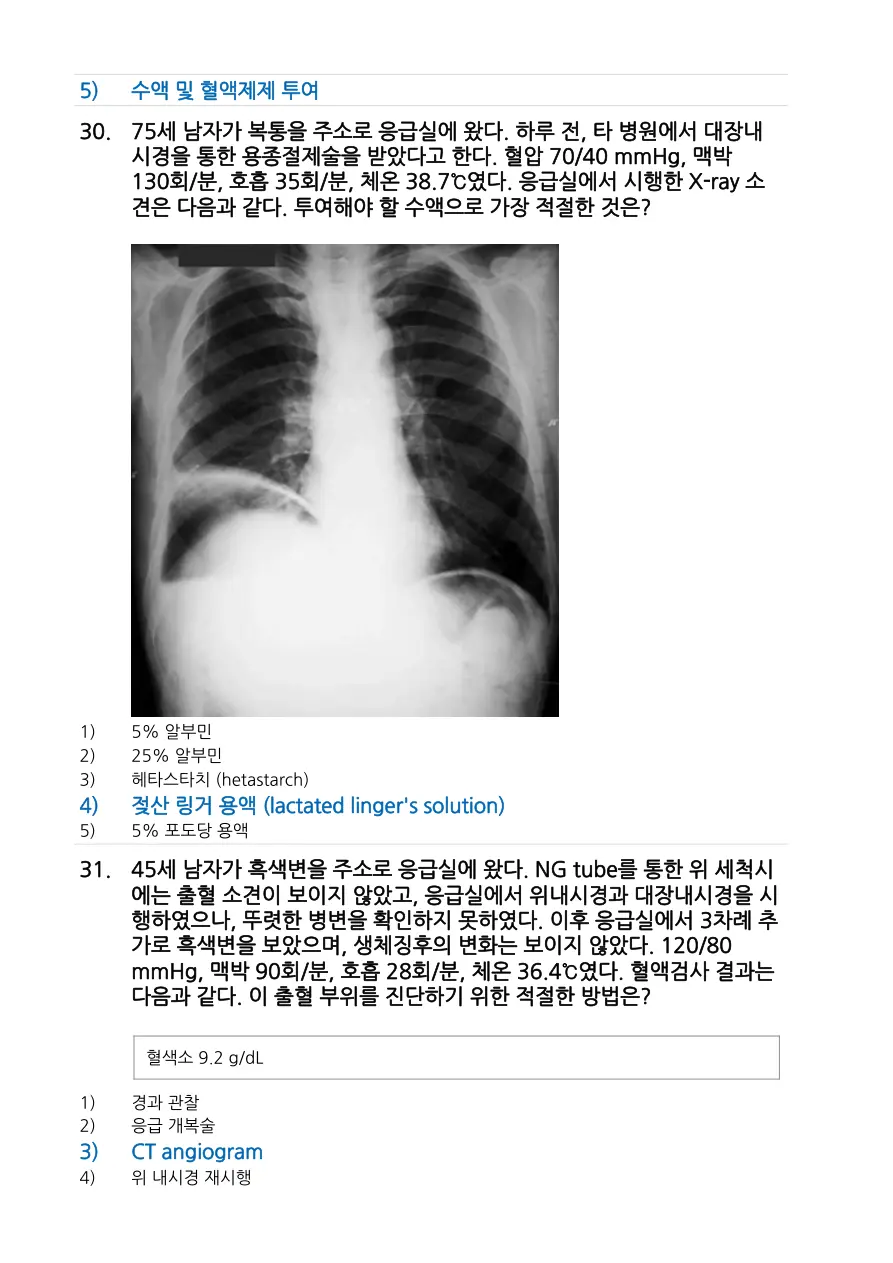 5) 수액 및 혈액제제 투여
30. 75세 남자가 복통을 주소로 응급실에 왔다. 하루 전, 타 병원에서 대장내
시경을 통한 용종절제술을 받았다고 한다. 혈압 70/40 mmHg, 맥박
130회/분, 호흡 35회/분, 체온 38.7℃였다. 응급실에서 시행한 X-ray 소
견은 다음과 같다. 투여해야 할 수액으로 가장 적절한 것은?
1) 5% 알부민
2) 25% 알부민
3) 헤타스타치 (hetastarch)
4) 젖산 링거 용액 (lactated linger's solution)
5) 5% 포도당 용액
31. 45세 남자가 흑색변을 주소로 응급실에 왔다. NG tube를 통한 위 세척시
에는 출혈 소견이 보이지 않았고, 응급실에서 위내시경과 대장내시경을 시
행하였으나, 뚜렷한 병변을 확인하지 못하였다. 이후 응급실에서 3차례 추
가로 흑색변을 보았으며, 생체징후의 변화는 보이지 않았다. 120/80
mmHg, 맥박 90회/분, 호흡 28회/분, 체온 36.4℃였다. 혈액검사 결과는
다음과 같다. 이 출혈 부위를 진단하기 위한 적절한 방법은?
혈색소 9.2 g/dL
1) 경과 관찰
2) 응급 개복술
3) CT angiogram
4) 위 내시경 재시행